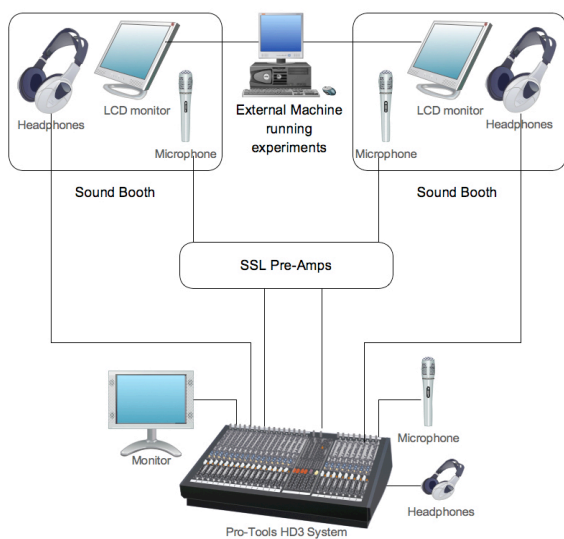 LCD monitor
Headphones
Microphone
Sound Booth
External Machine
running
experiments
LCD monitor
Headphones
Microphone
Sound Booth
SSL Pre-Amps
Monitor
Microphone
Headphones
Pro-Tools HD3 System